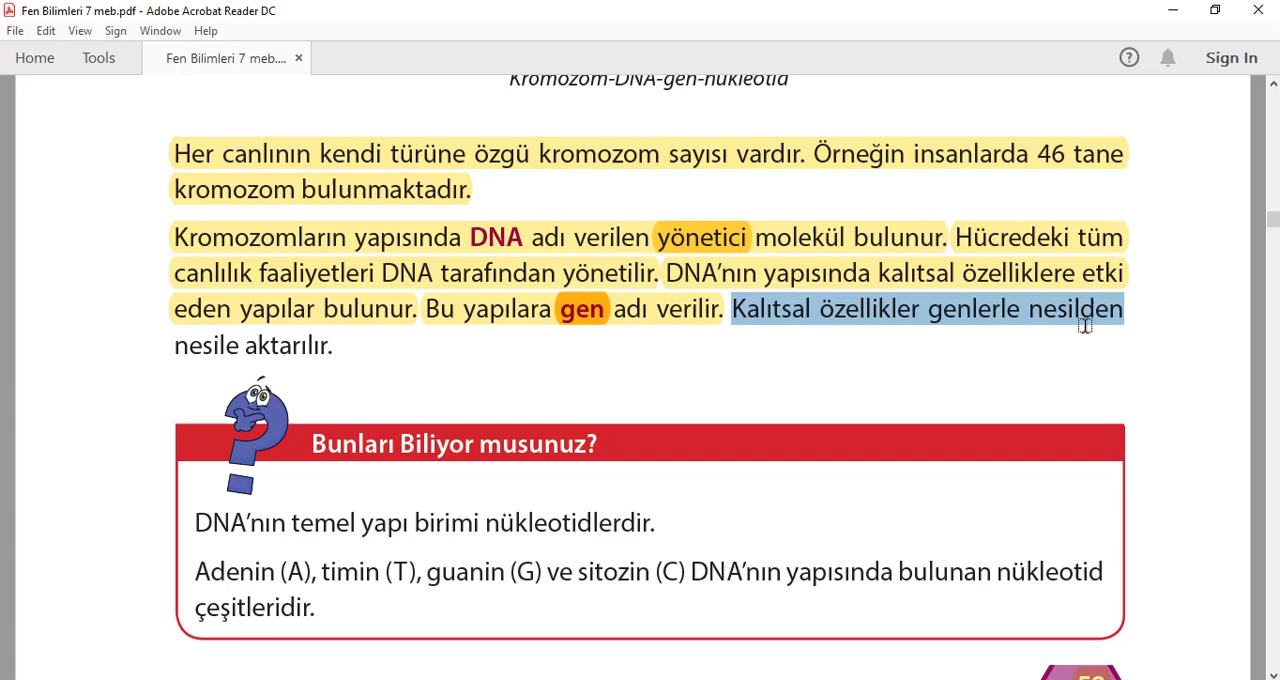 Fen Bilimleri 7 meb.pdf - Adobe Acrobat Reader DC
File Edit View Sign Window Help
Home Tools Fen Bilimleri 7 meb.... × ? Sign In
Kromozom-DNA-gen-nükleotid
Her canlının kendi türüne özgü kromozom sayısı vardır. Örneğin insanlarda 46 tane
kromozom bulunmaktadır.
Kromozomların yapısında DNA adı verilen yönetici molekül bulunur. Hücredeki tüm
canlılık faaliyetleri DNA tarafından yönetilir. DNA’nın yapısında kalıtsal özelliklere etki
eden yapılar bulunur. Bu yapılara gen adı verilir. Kalıtsal özellikler genlerle nesilden
nesile aktarılır.
Bunları Biliyor musunuz?
DNA’nın temel yapı birimi nükleotidlerdir.
Adenin (A), timin (T), guanin (G) ve sitozin (C) DNA’nın yapısında bulunan nükleotid
çeşitleridir.